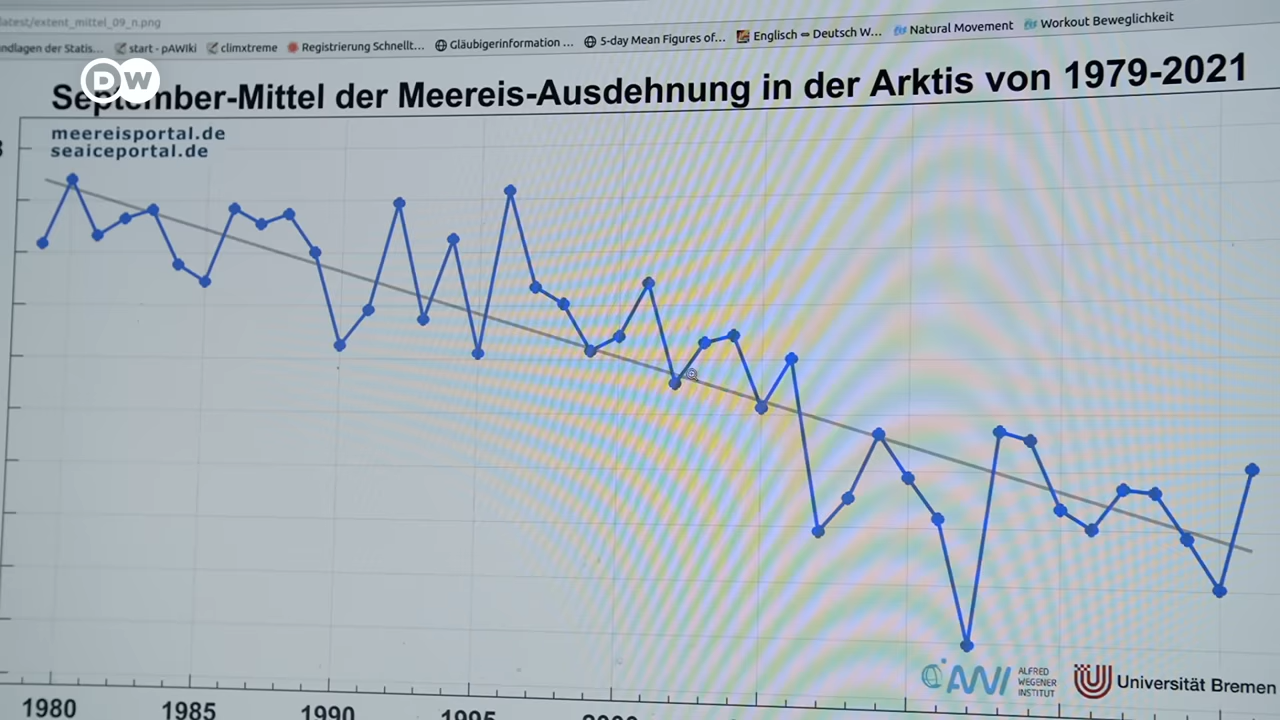 latest/extent_mittel_09_n.png
ndlagen der Statis... start - pAWiki climxtreme Registrierung Schnellt... Gläubigerinformation ... 5-day Mean Figures of... Englisch ⇔ Deutsch W... Natural Movement Workout Beweglichkeit
DW
September-Mittel der Meereis-Ausdehnung in der Arktis von 1979-2021
meereisportal.de
seaiceportal.de
AWI ALFRED WEGENER INSTITUT
Universität Bremen
1980 1985 1990 1995 2000